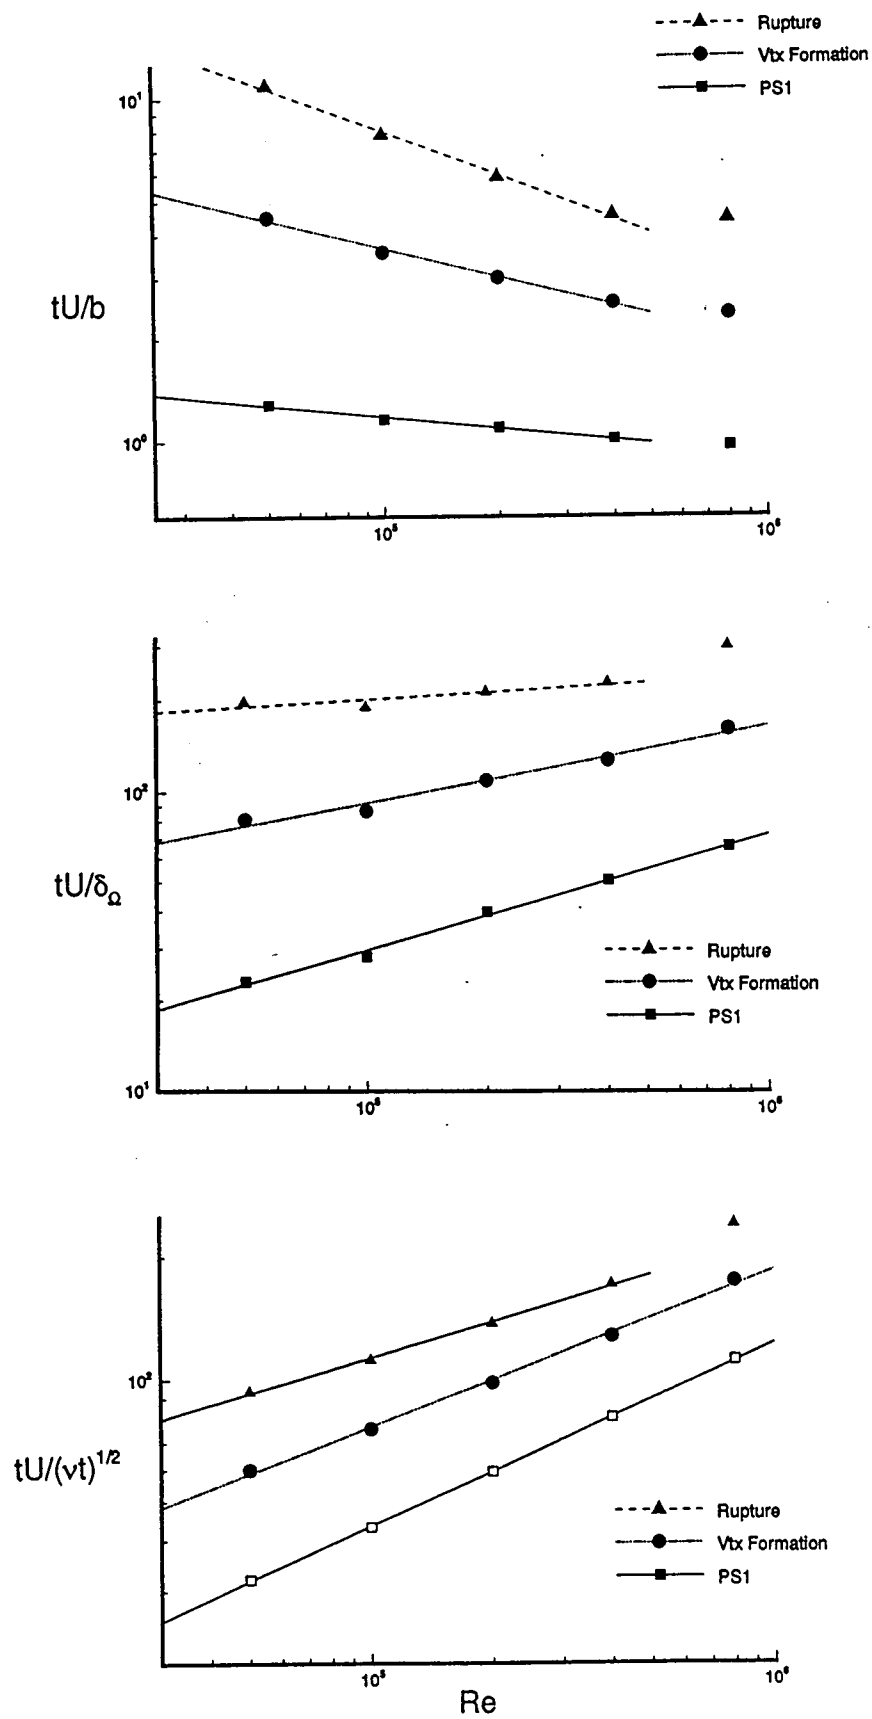 Rupture
Vtx Formation
PS1
10¹
tU/b
10⁰
10⁵
10⁶
10²
tU/δ_Ω
Rupture
Vtx Formation
PS1
10¹
10⁵
10⁶
10²
tU/(νt)^1/2
Rupture
Vtx Formation
PS1
10⁵
10⁶
Re